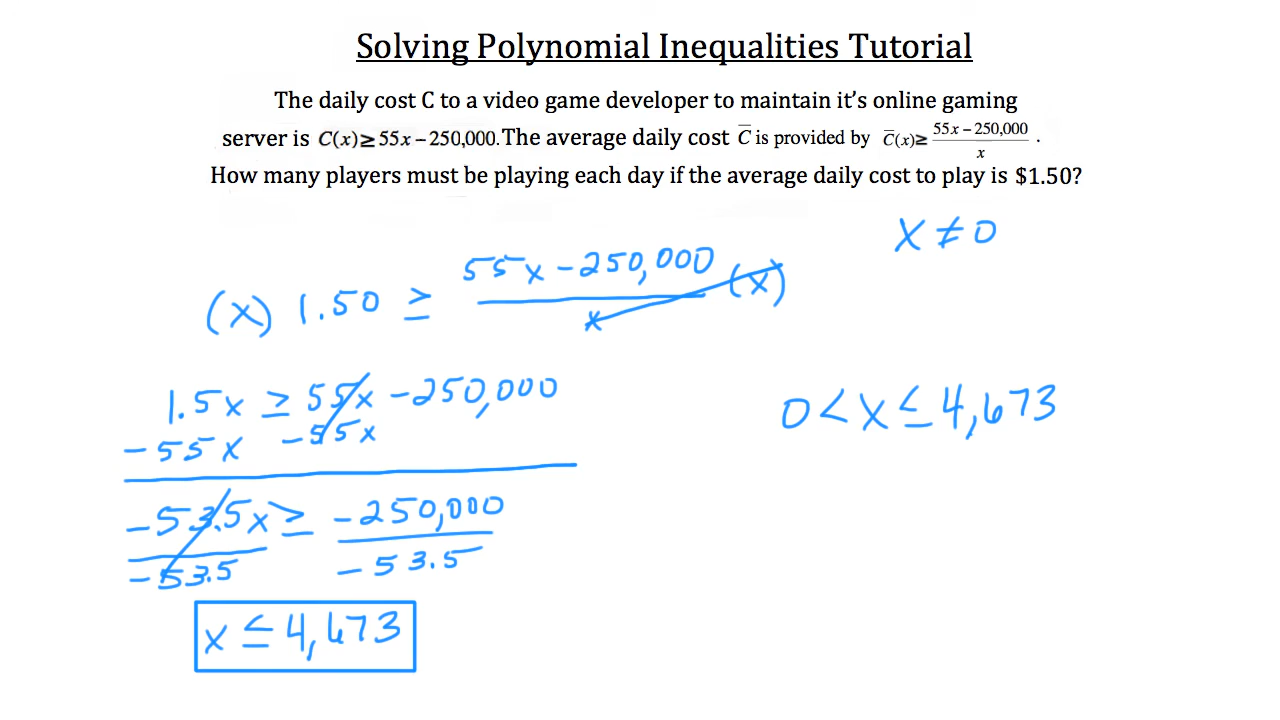 Solving Polynomial Inequalities Tutorial
The daily cost C to a video game developer to maintain it's online gaming
server is C(x)≥55x−250,000. The average daily cost C̅ is provided by C̅(x)≥ (55x−250,000)/x .
How many players must be playing each day if the average daily cost to play is $1.50?
x ≠ 0
(x) 1.50 ≥ (55x − 250,000)/x (x)
1.5x ≥ 55x − 250,000
−55x −55x
0 < x ≤ 4,673
−53.5x ≥ −250,000
−53.5 −53.5
x ≤ 4,673